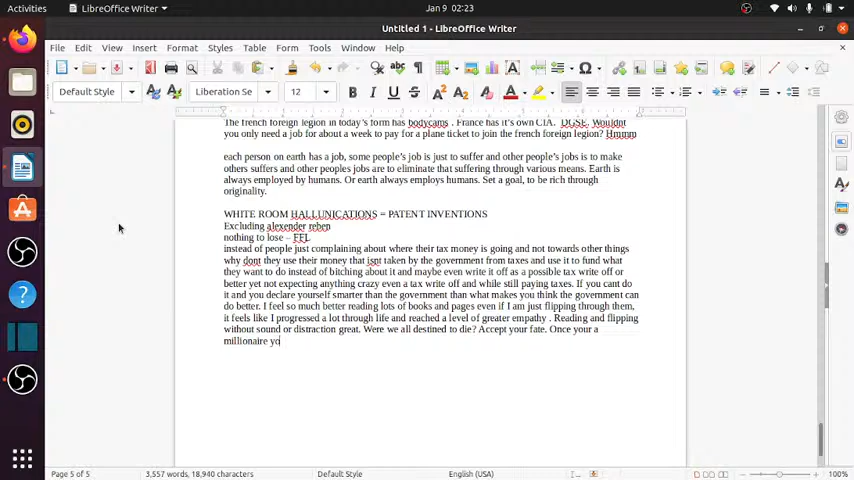 Activities
LibreOffice Writer
Jan 9 02:23
Untitled 1 - LibreOffice Writer
File Edit View Insert Format Styles Table Form Tools Window Help
Default Style
Liberation Se
12
The french foreign legion in today's form has bodycams . France has it's own CIA. DGSE. Wouldnt
you only need a job for about a week to pay for a plane ticket to join the french foreign legion? Hmmm
each person on earth has a job, some people's job is just to suffer and other people's jobs is to make
others suffers and other peoples jobs are to eliminate that suffering through various means. Earth is
always employed by humans. Or earth always employs humans. Set a goal, to be rich through
originality.
WHITE ROOM HALLUNICATIONS = PATENT INVENTIONS
Excluding alexender reben
nothing to lose – FFL
instead of people just complaining about where their tax money is going and not towards other things
why dont they use their money that isnt taken by the government from taxes and use it to fund what
they want to do instead of bitching about it and maybe even write it off as a possible tax write off or
better yet not expecting anything crazy even a tax write off and while still paying taxes. If you cant do
it and you declare yourself smarter than the government than what makes you think the government can
do better. I feel so much better reading lots of books and pages even if I am just flipping through them,
it feels like I progressed a lot through life and reached a level of greater empathy . Reading and flipping
without sound or distraction great. Were we all destined to die? Accept your fate. Once your a
millionaire yo
Page 5 of 5
3,557 words, 18,940 characters
Default Style
English (USA)
100%